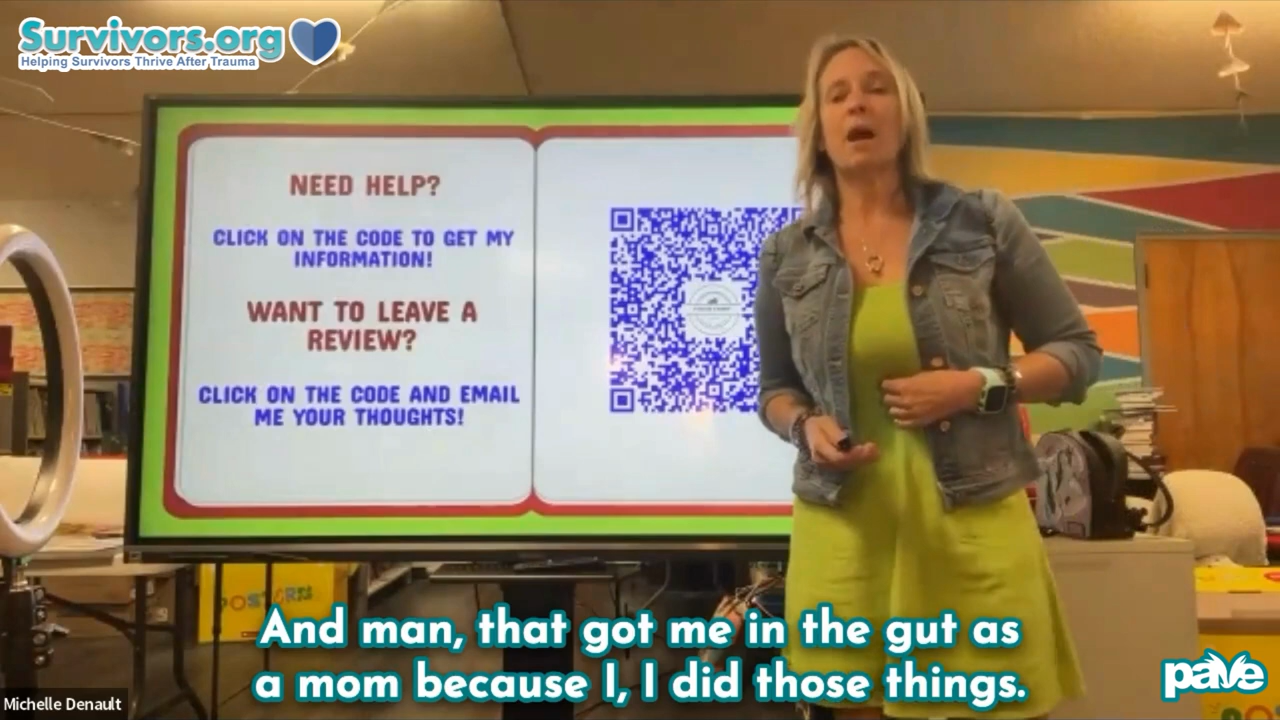 Survivors.org
Helping Survivors Thrive After Trauma
NEED HELP?
CLICK ON THE CODE TO GET MY
INFORMATION!
WANT TO LEAVE A
REVIEW?
CLICK ON THE CODE AND EMAIL
ME YOUR THOUGHTS!
And man, that got me in the gut as
a mom because I, I did those things.
Michelle Denault
pave